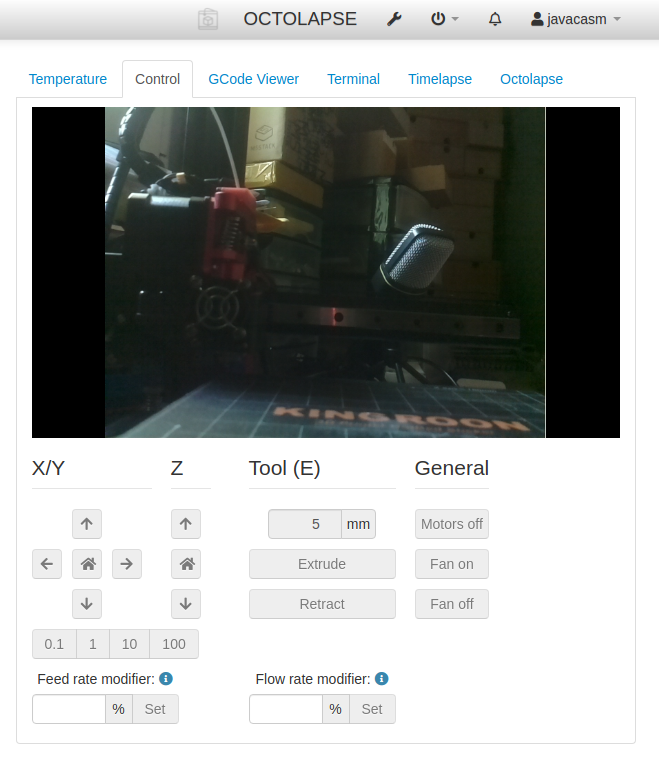 OCTOLAPSE javacasm
Temperature Control GCode Viewer Terminal Timelapse Octolapse
KINGROON
X/Y Z Tool (E) General
5 mm Motors off
Extrude Fan on
Retract Fan off
0.1 1 10 100
Feed rate modifier: Flow rate modifier:
% Set % Set